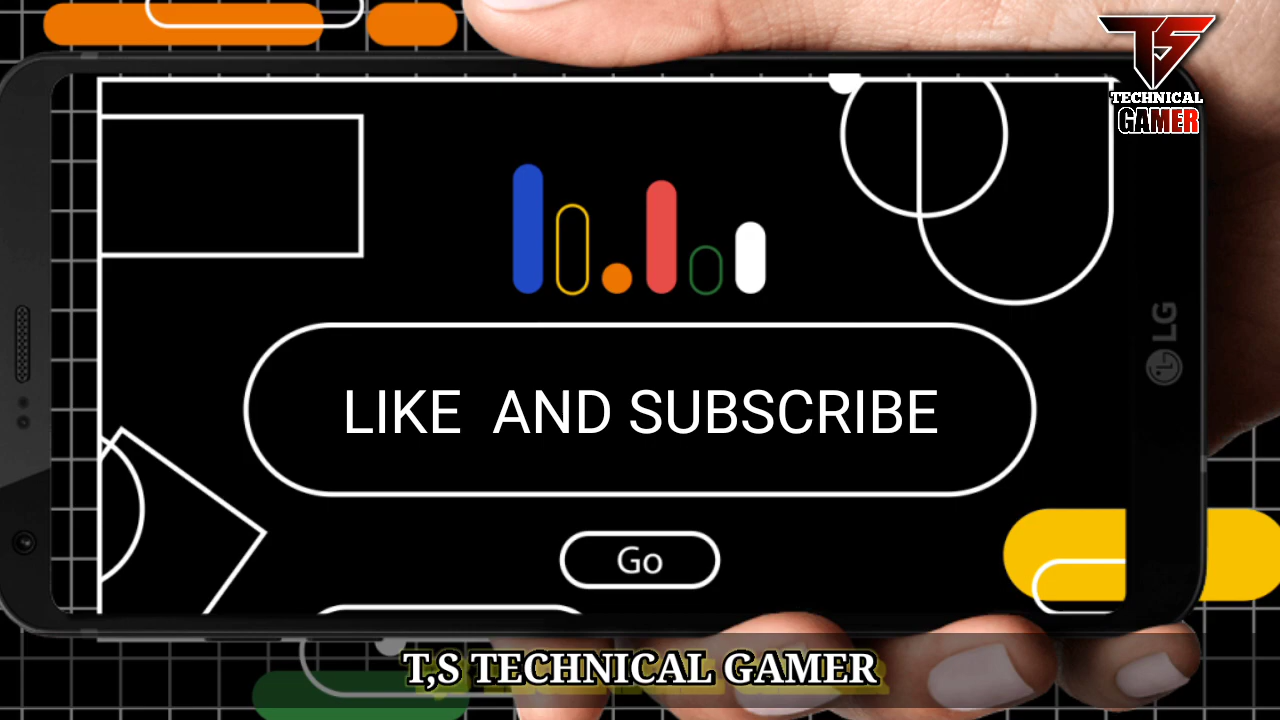 TS
TECHNICAL
GAMER
LG
LIKE AND SUBSCRIBE
Go
T,S TECHNICAL GAMER